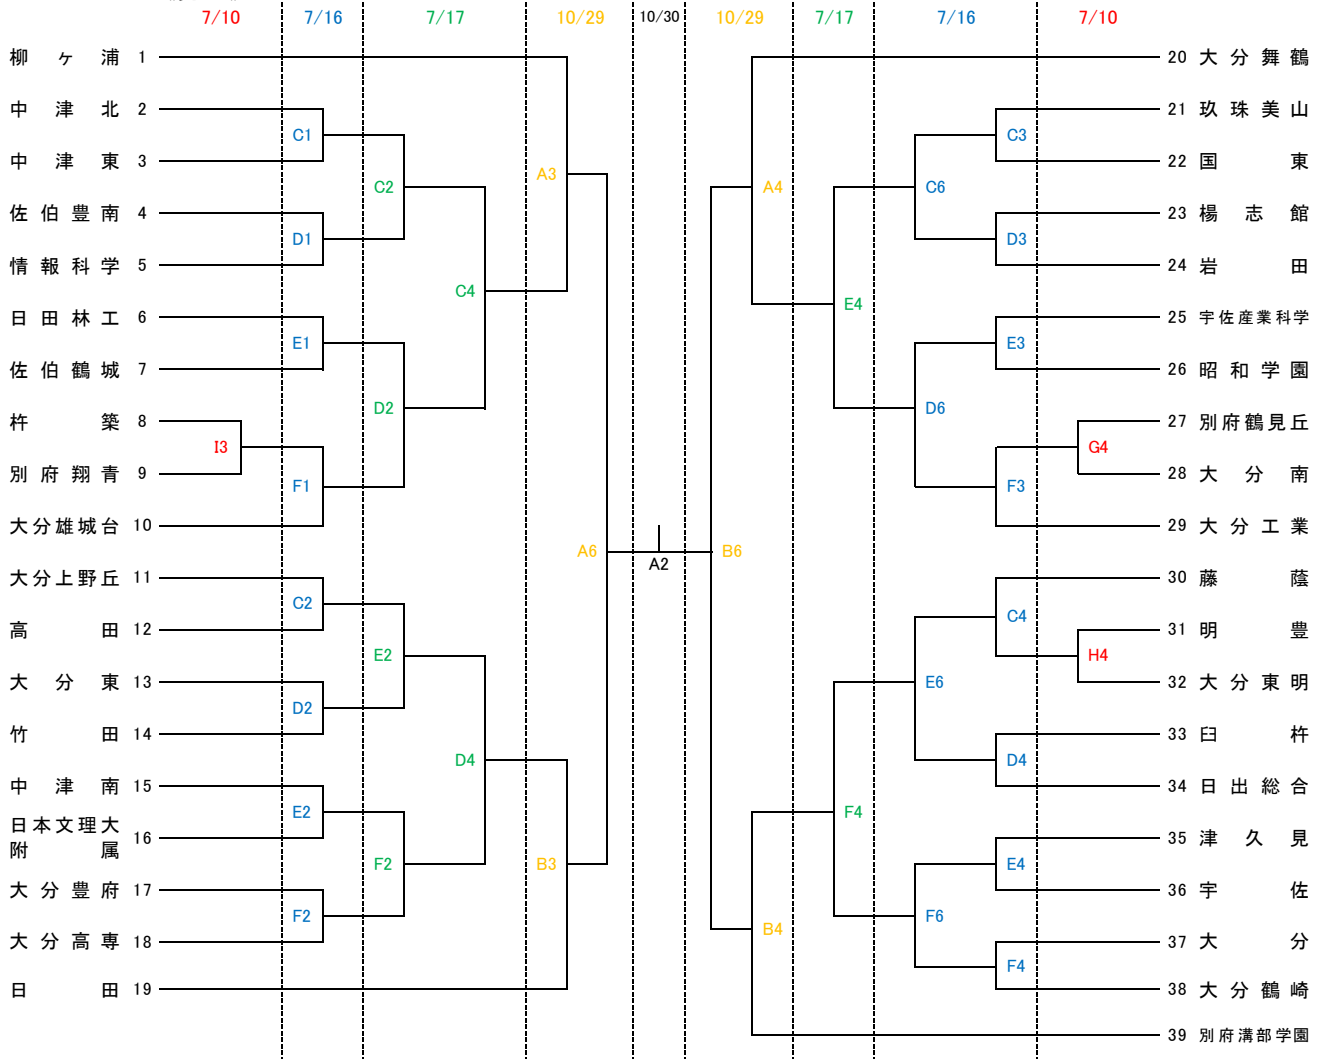 7/10 7/16 7/17 10/29 10/30 10/29 7/17 7/16 7/10
柳ヶ浦 1
中津北 2
C1
中津東 3
C2
佐伯豊南 4
D1
情報科学 5
C4
日田林工 6
E1
佐伯鶴城 7
D2
杵築 8
I3
別府翔青 9
F1
大分雄城台 10
A3
大分上野丘 11
C2
高田 12
E2
大分東 13
D2
竹田 14
D4
中津南 15
E2
日本文理大
附属 16
F2
大分豊府 17
F2
大分高専 18
B3
日田 19
A6
A2
B6
20 大分舞鶴
A4
21 玖珠美山
C3
22 国東
C6
23 楊志館
D3
24 岩田
E4
25 宇佐産業科学
E3
26 昭和学園
D6
27 別府鶴見丘
G4
28 大分南
F3
29 大分工業
30 藤蔭
C4
31 明豊
H4
32 大分東明
E6
33 臼杵
D4
34 日出総合
F4
35 津久見
E4
36 宇佐
F6
37 大分
F4
38 大分鶴崎
B4
39 別府溝部学園